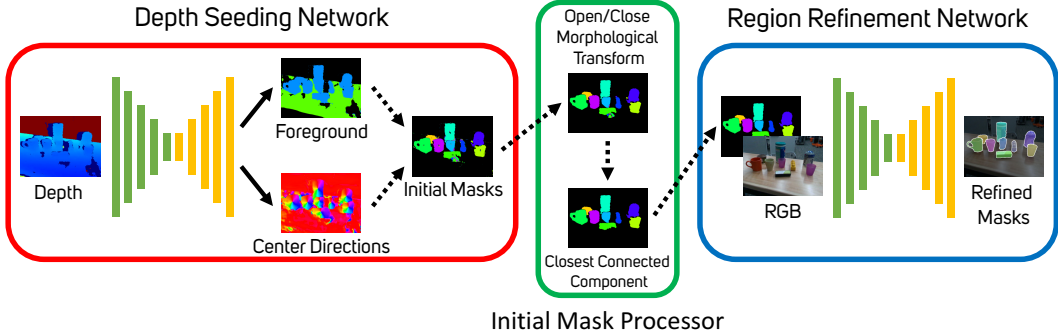 Depth Seeding Network
Depth
Foreground
Center Directions
Initial Masks
Open/Close
Morphological
Transform
Closest Connected
Component
Initial Mask Processor
Region Refinement Network
RGB
Refined
Masks